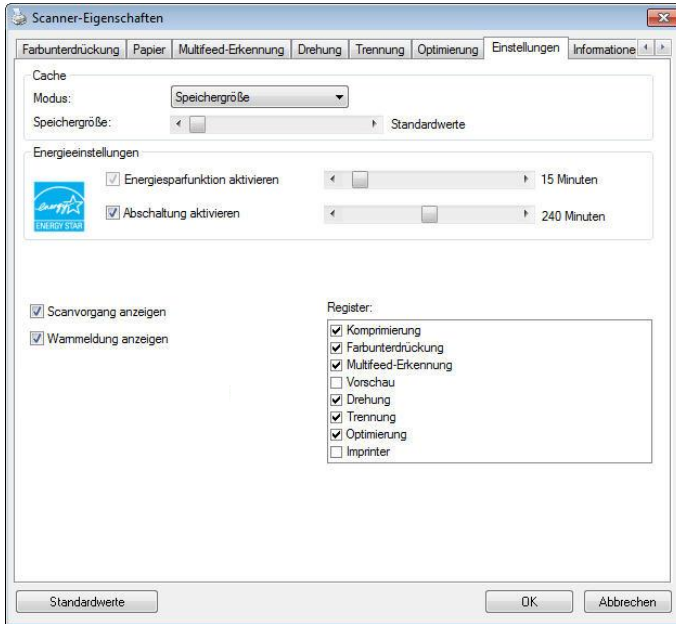 Scanner-Eigenschaften
Farbunterdrückung Papier Multifeed-Erkennung Drehung Trennung Optimierung Einstellungen Informatione
Cache
Modus: Speichergröße
Speichergröße: Standardwerte
Energieeinstellungen
Energiesparfunktion aktivieren 15 Minuten
energy
ENERGY STAR
Abschaltung aktivieren 240 Minuten
Scanvorgang anzeigen
Warnmeldung anzeigen
Register:
Komprimierung
Farbunterdrückung
Multifeed-Erkennung
Vorschau
Drehung
Trennung
Optimierung
Imprinter
Standardwerte OK Abbrechen